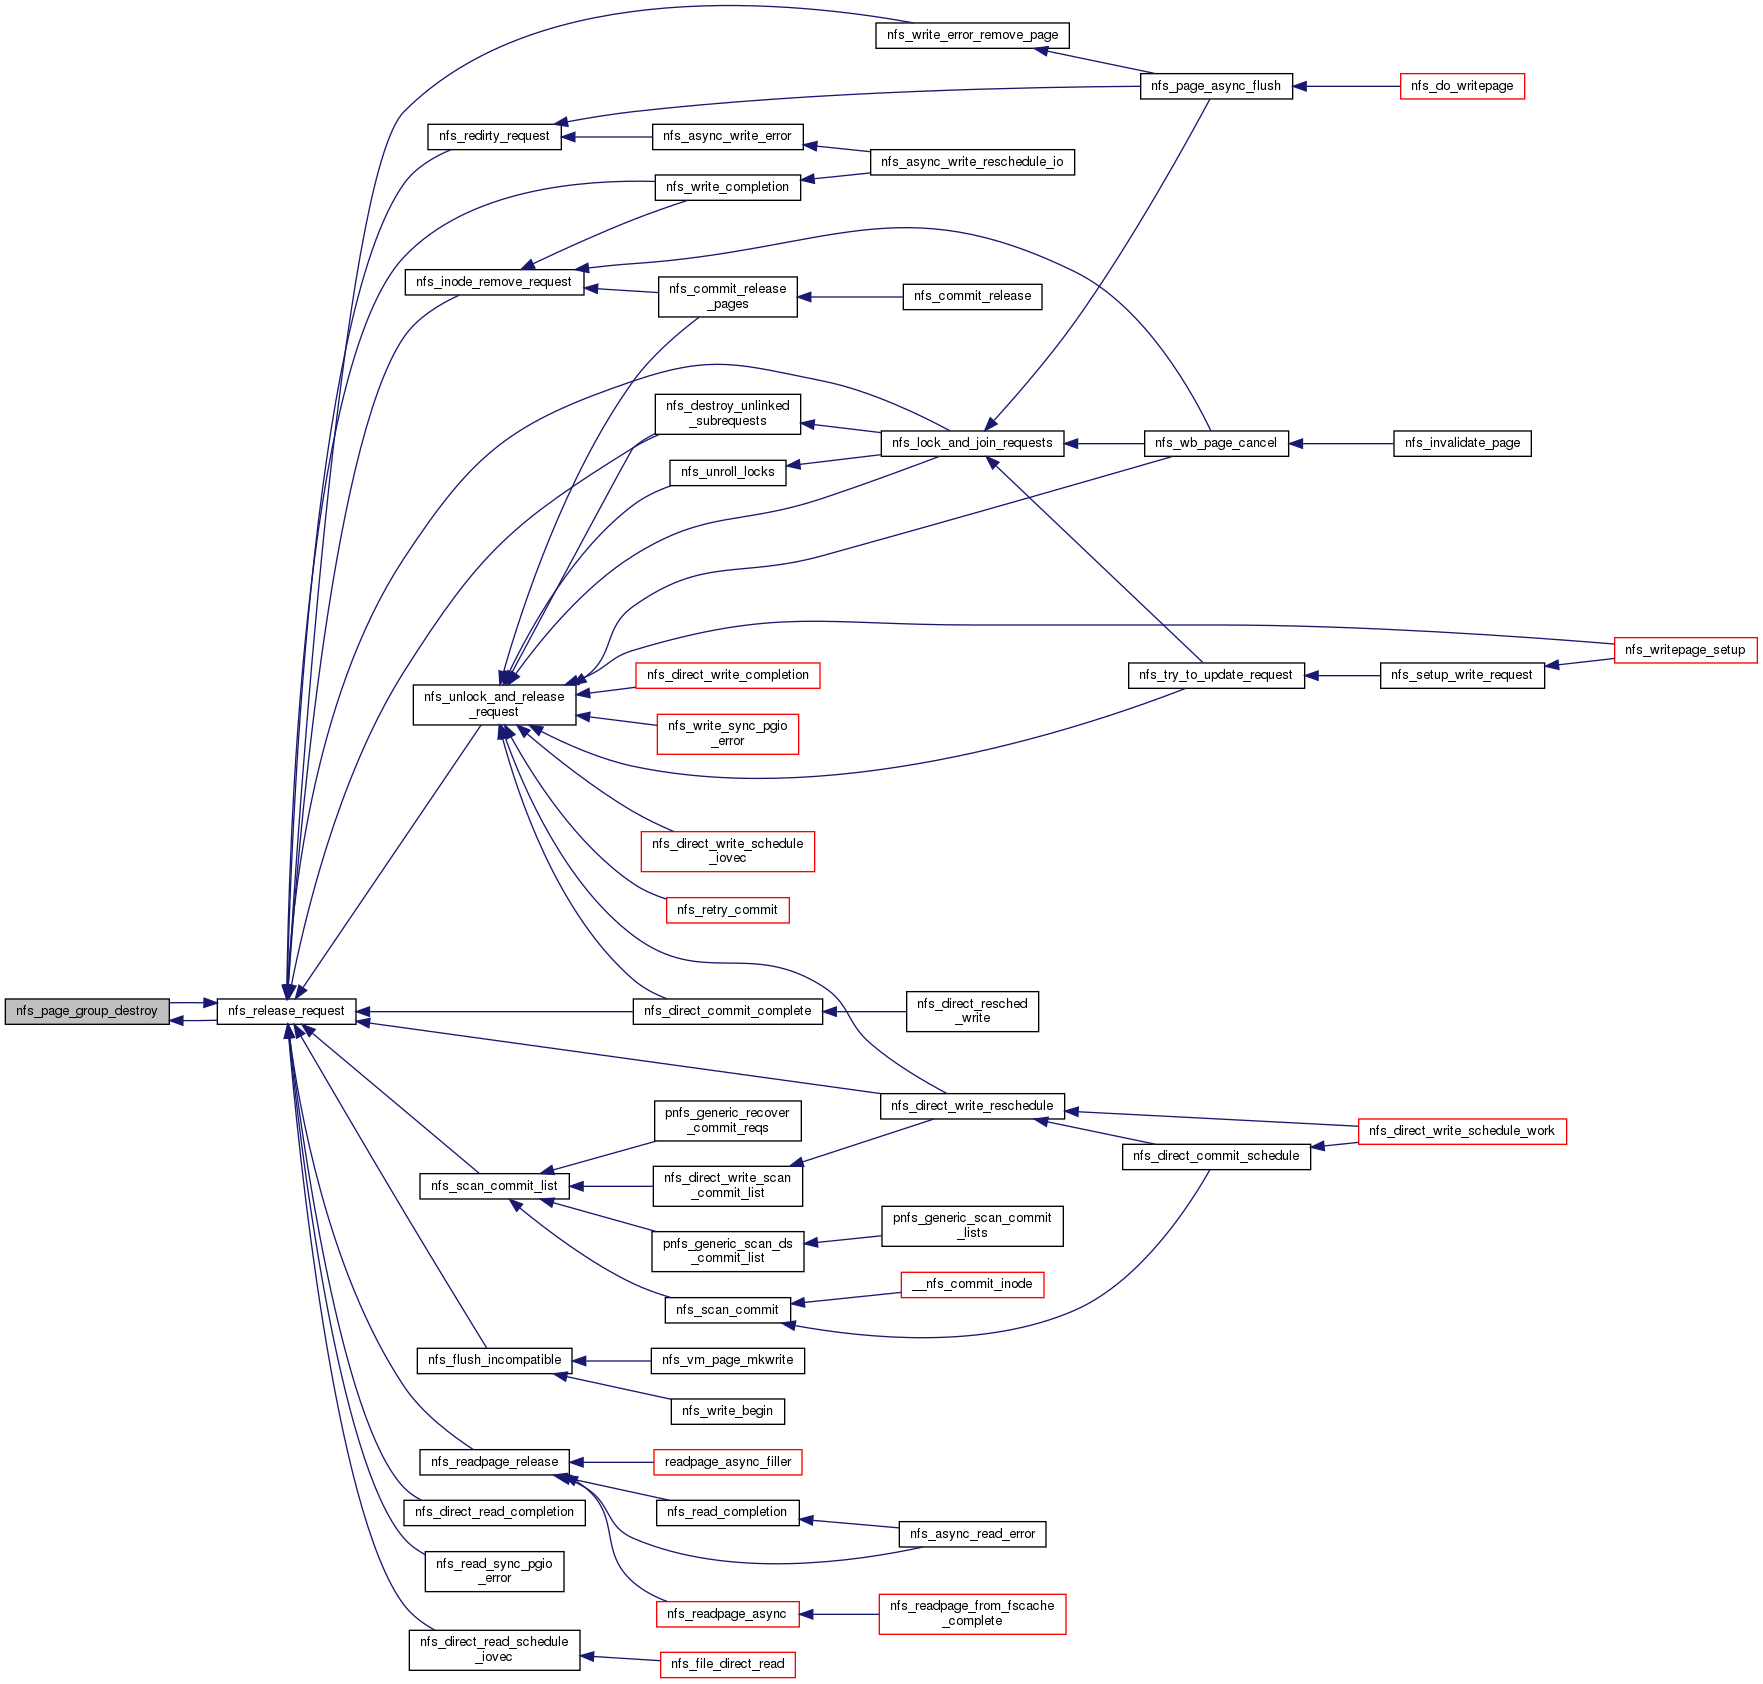 nfs_write_error_remove_page
nfs_page_async_flush
nfs_do_writepage
nfs_redirty_request
nfs_async_write_error
nfs_async_write_reschedule_io
nfs_write_completion
nfs_inode_remove_request
nfs_commit_release
_pages
nfs_commit_release
nfs_destroy_unlinked
_subrequests
nfs_lock_and_join_requests
nfs_wb_page_cancel
nfs_invalidate_page
nfs_unroll_locks
nfs_writepage_setup
nfs_unlock_and_release
_request
nfs_direct_write_completion
nfs_try_to_update_request
nfs_setup_write_request
nfs_write_sync_pgio
_error
nfs_direct_write_schedule
_iovec
nfs_retry_commit
nfs_page_group_destroy
nfs_release_request
nfs_direct_commit_complete
nfs_direct_resched
_write
nfs_direct_write_reschedule
nfs_direct_write_schedule_work
pnfs_generic_recover
_commit_reqs
nfs_direct_commit_schedule
nfs_scan_commit_list
nfs_direct_write_scan
_commit_list
pnfs_generic_scan_ds
_commit_list
pnfs_generic_scan_commit
_lists
__nfs_commit_inode
nfs_scan_commit
nfs_flush_incompatible
nfs_vm_page_mkwrite
nfs_write_begin
nfs_readpage_release
readpage_async_filler
nfs_direct_read_completion
nfs_read_completion
nfs_async_read_error
nfs_read_sync_pgio
_error
nfs_readpage_async
nfs_readpage_from_fscache
_complete
nfs_direct_read_schedule
_iovec
nfs_file_direct_read